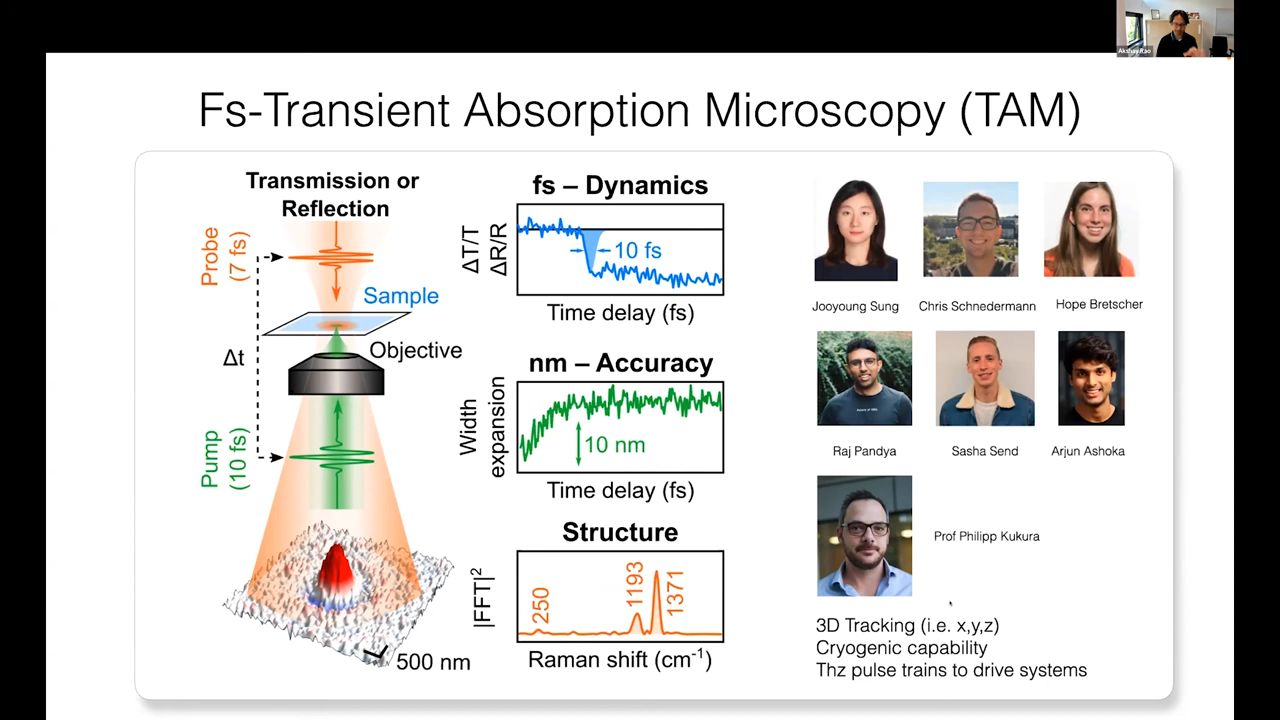 Akshay Rao
Fs-Transient Absorption Microscopy (TAM)
Transmission or
Reflection
Probe
(7 fs)
Sample
Objective
Δt
Pump
(10 fs)
500 nm
fs – Dynamics
ΔT/T
ΔR/R
10 fs
Time delay (fs)
nm – Accuracy
Width
expansion
10 nm
Time delay (fs)
Structure
|FFT|²
250
1193
1371
Raman shift (cm⁻¹)
Jooyoung Sung
Chris Schnedermann
Hope Bretscher
Raj Pandya
Sasha Send
Arjun Ashoka
Prof Philipp Kukura
3D Tracking (i.e. x,y,z)
Cryogenic capability
Thz pulse trains to drive systems